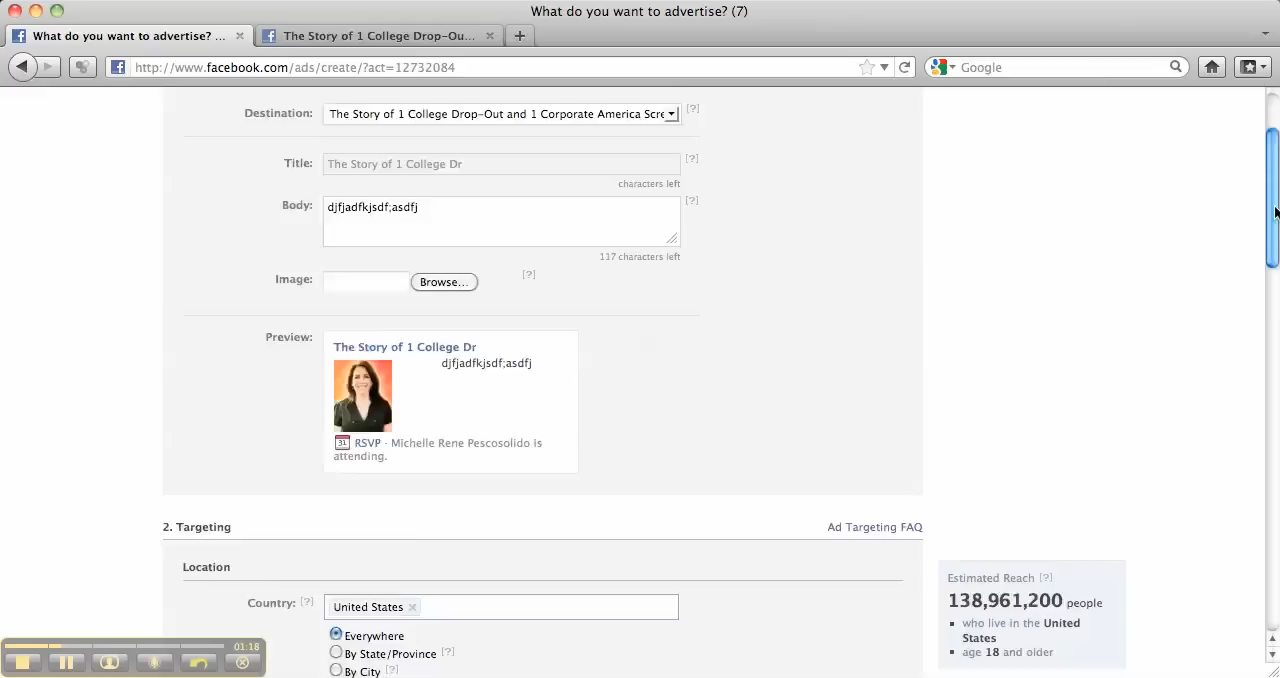 What do you want to advertise? (7)
What do you want to advertise? ...
The Story of 1 College Drop-Ou...
http://www.facebook.com/ads/create/?act=12732084
Google
Destination:
The Story of 1 College Drop-Out and 1 Corporate America Scre
[?]
Title:
The Story of 1 College Dr
[?]
characters left
Body:
djfjadfkjsdf;asdfj
[?]
117 characters left
Image:
Browse...
[?]
Preview:
The Story of 1 College Dr
djfjadfkjsdf;asdfj
31 RSVP · Michelle Rene Pescosolido is
attending.
2. Targeting
Ad Targeting FAQ
Location
Country: [?]
United States
Everywhere
By State/Province [?]
By City [?]
Estimated Reach [?]
138,961,200 people
who live in the United
States
age 18 and older
01:18